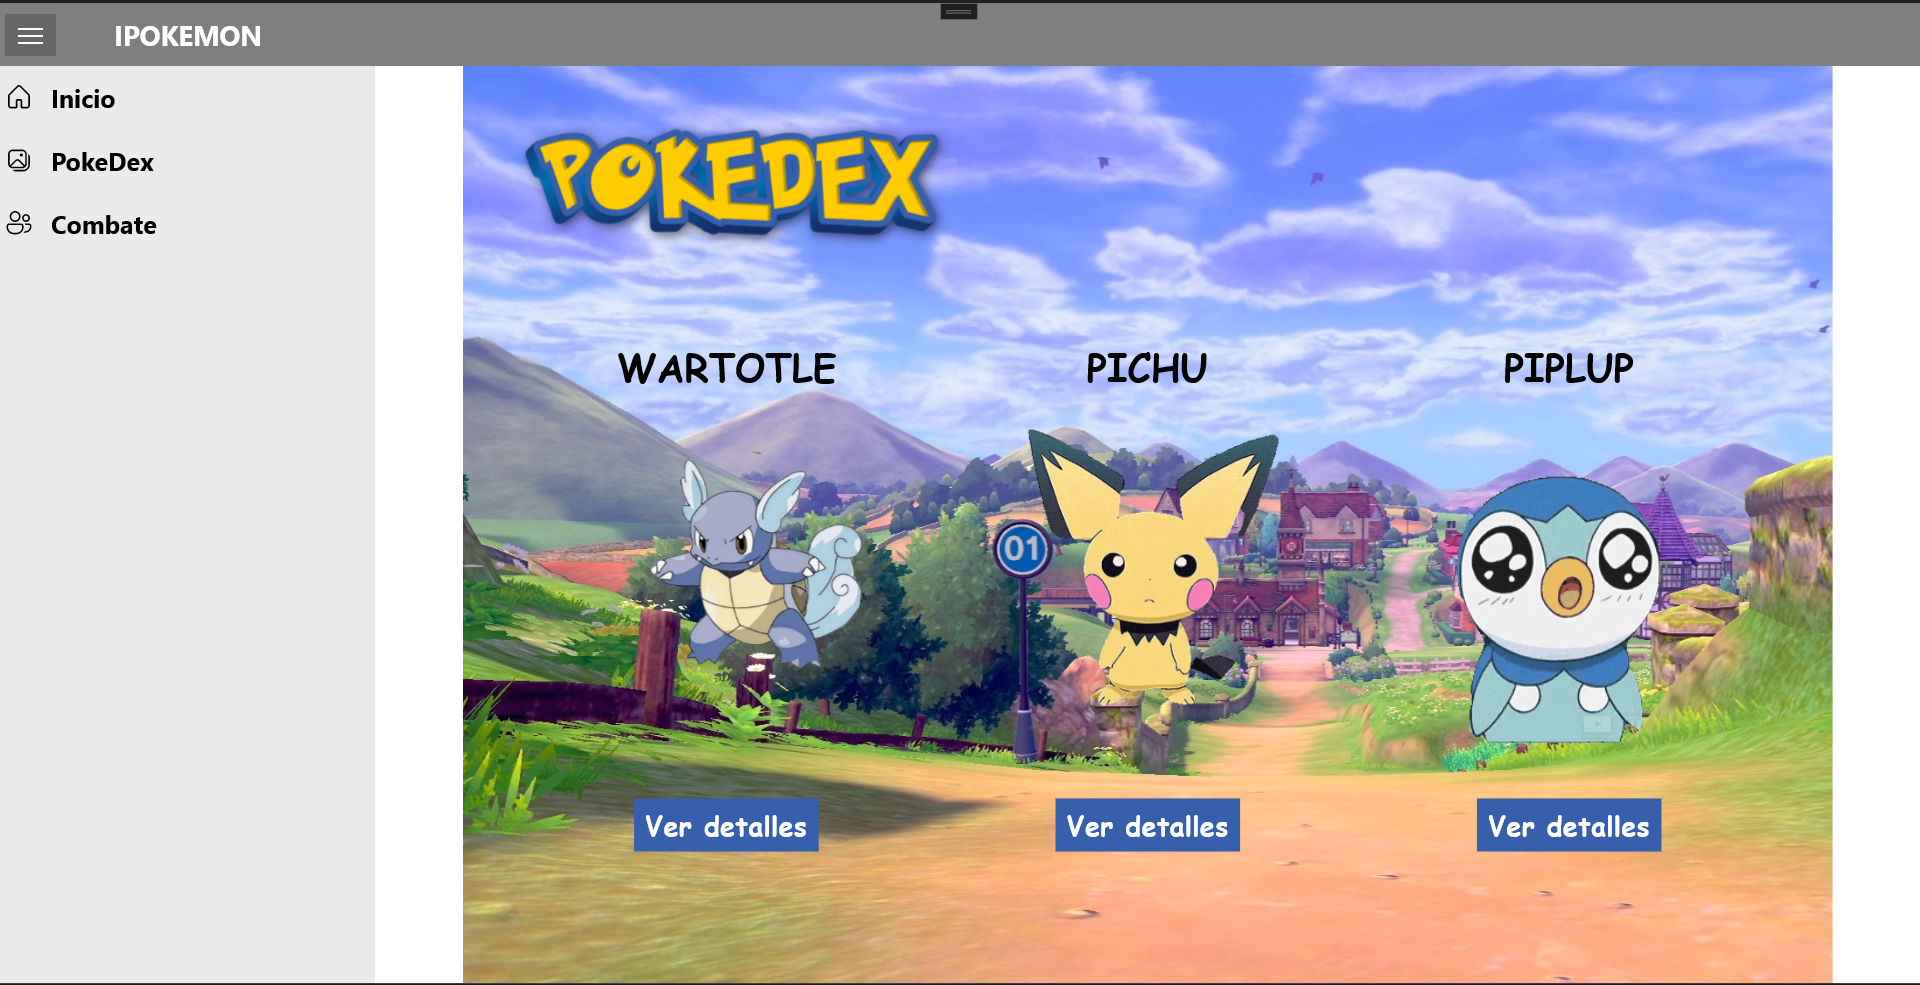 IPOKEMON
Inicio
PokeDex
Combate
POKEDEX
WARTOTLE
PICHU
PIPLUP
01
Ver detalles
Ver detalles
Ver detalles